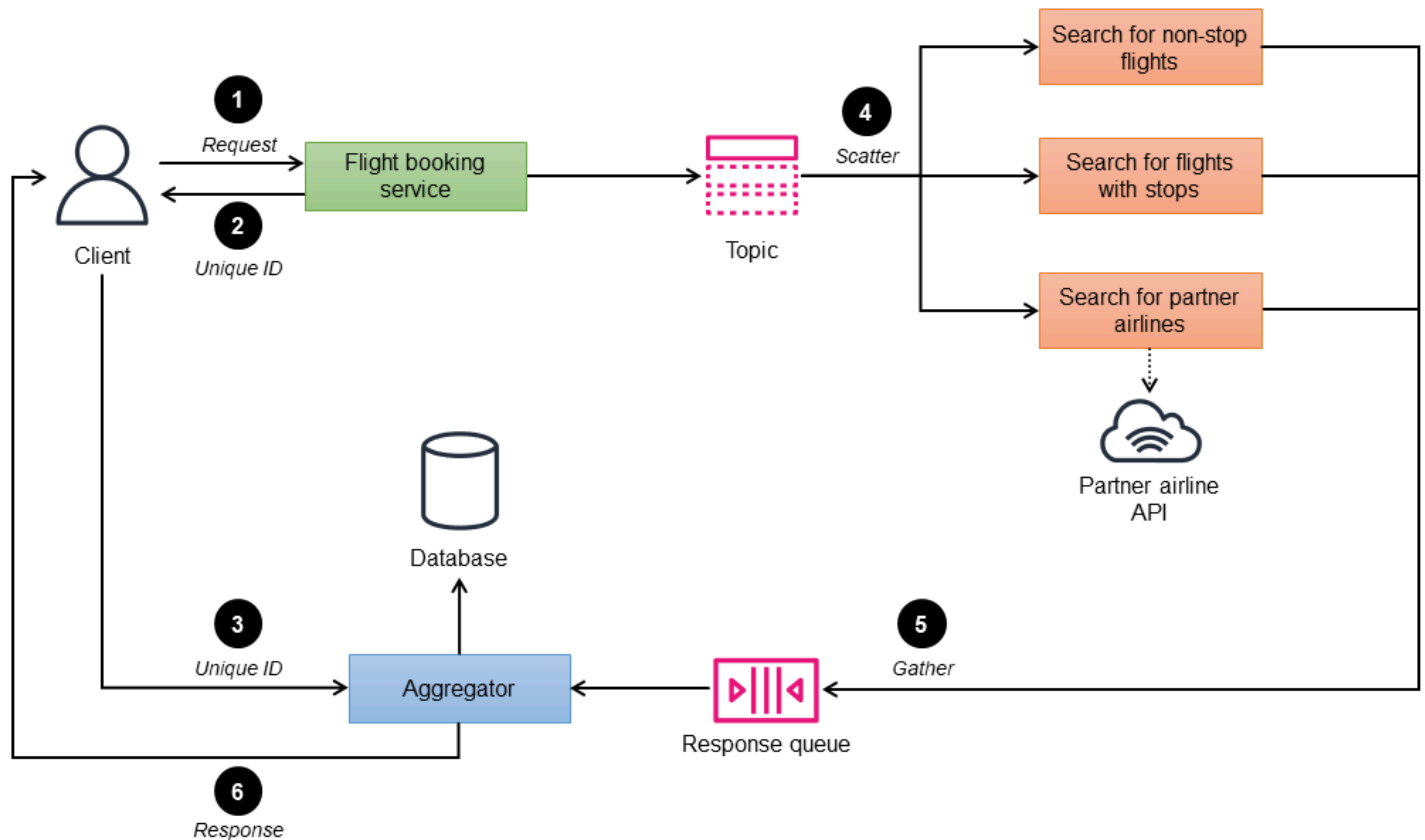 1
Request
2
Unique ID
Client
Flight booking
service
Topic
4
Scatter
Search for non-stop
flights
Search for flights
with stops
Search for partner
airlines
Partner airline
API
Database
3
Unique ID
Aggregator
5
Gather
Response queue
6
Response